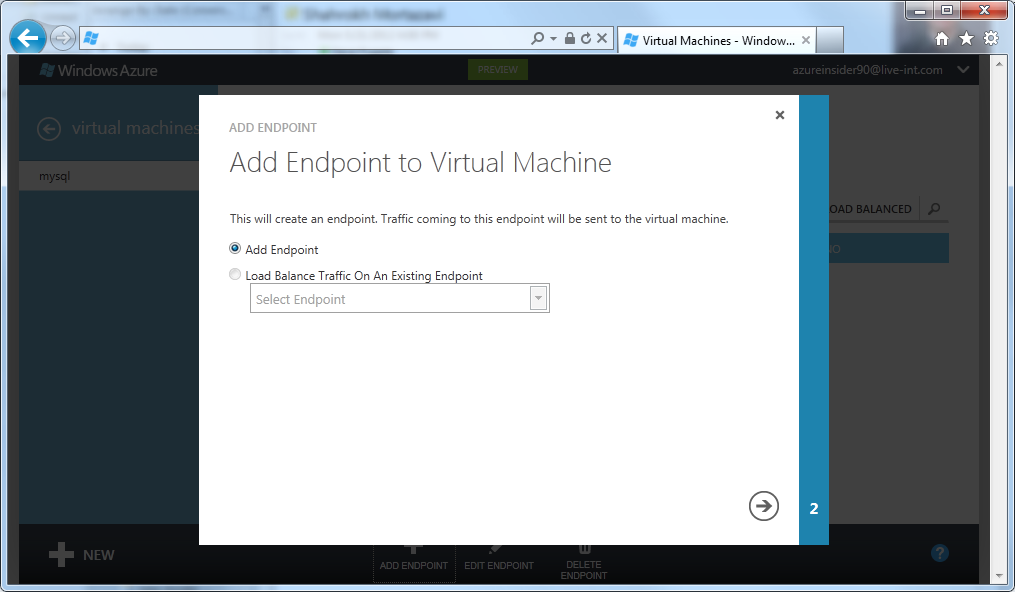 Virtual Machines - Window...
Windows Azure
PREVIEW
azureinsider90@live-int.com
virtual machines
mysql
OAD BALANCED
ADD ENDPOINT
Add Endpoint to Virtual Machine
This will create an endpoint. Traffic coming to this endpoint will be sent to the virtual machine.
Add Endpoint
Load Balance Traffic On An Existing Endpoint
Select Endpoint
2
NEW
ADD ENDPOINT
EDIT ENDPOINT
DELETE
ENDPOINT
?